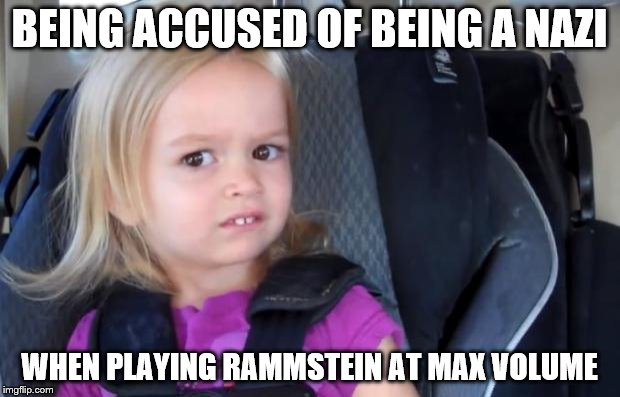 BEING ACCUSED OF BEING A NAZI
WHEN PLAYING RAMMSTEIN AT MAX VOLUME
imgflip.com